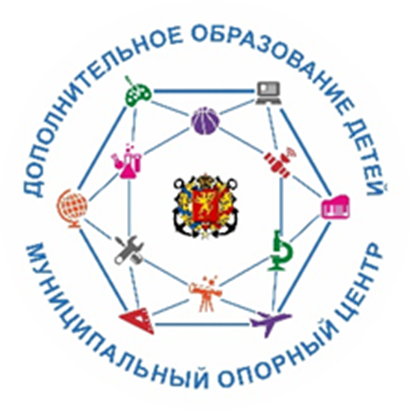 ДОПОЛНИТЕЛЬНОЕ ОБРАЗОВАНИЕ ДЕТЕЙ
МУНИЦИПАЛЬНЫЙ ОПОРНЫЙ ЦЕНТР